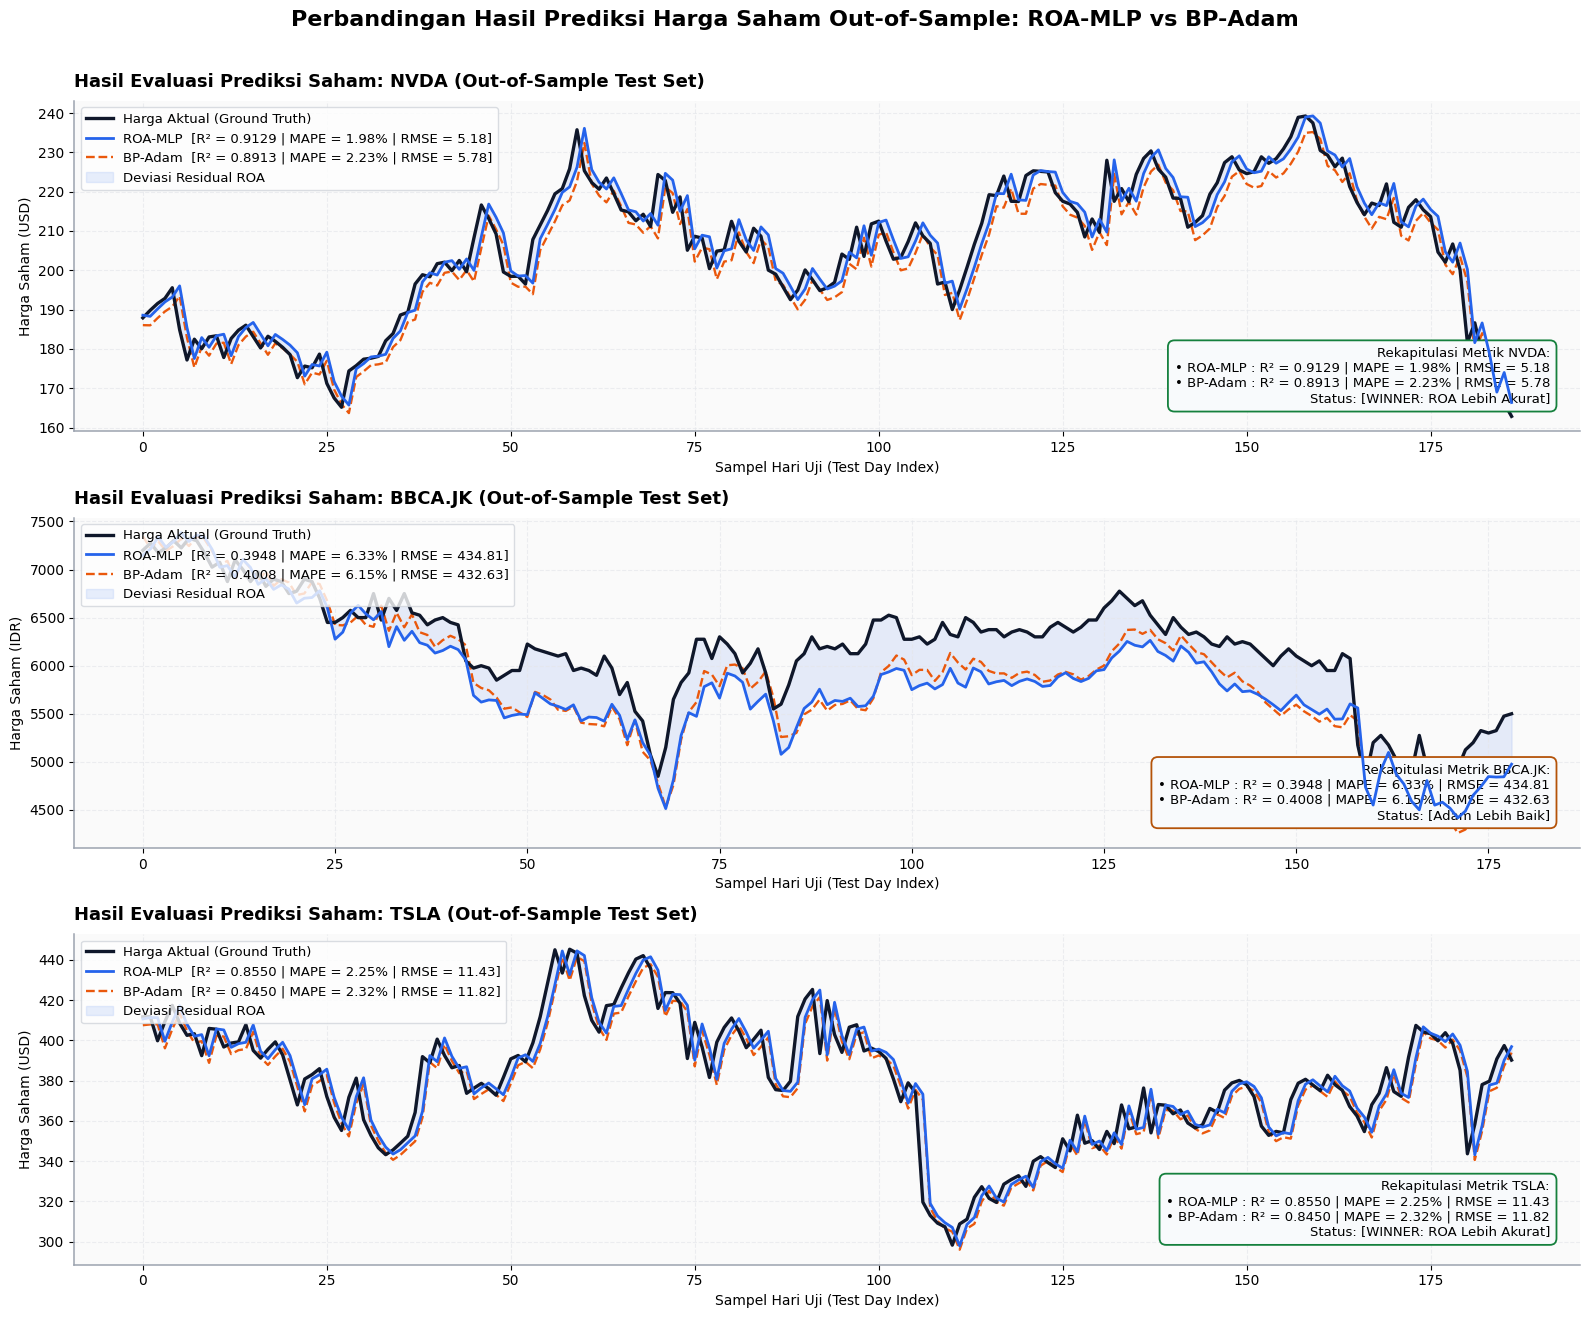 Perbandingan Hasil Prediksi Harga Saham Out-of-Sample: ROA-MLP vs BP-Adam
Hasil Evaluasi Prediksi Saham: NVDA (Out-of-Sample Test Set)
Harga Saham (USD)
240
230
220
210
200
190
180
170
160
Harga Aktual (Ground Truth)
ROA-MLP [R² = 0.9129 | MAPE = 1.98% | RMSE = 5.18]
BP-Adam [R² = 0.8913 | MAPE = 2.23% | RMSE = 5.78]
Deviasi Residual ROA
Rekapitulasi Metrik NVDA:
• ROA-MLP : R² = 0.9129 | MAPE = 1.98% | RMSE = 5.18
• BP-Adam : R² = 0.8913 | MAPE = 2.23% | RMSE = 5.78
Status: [WINNER: ROA Lebih Akurat]
0 25 50 75 100 125 150 175
Sampel Hari Uji (Test Day Index)
Hasil Evaluasi Prediksi Saham: BBCA.JK (Out-of-Sample Test Set)
Harga Saham (IDR)
7500
7000
6500
6000
5500
5000
4500
Harga Aktual (Ground Truth)
ROA-MLP [R² = 0.3948 | MAPE = 6.33% | RMSE = 434.81]
BP-Adam [R² = 0.4008 | MAPE = 6.15% | RMSE = 432.63]
Deviasi Residual ROA
Rekapitulasi Metrik BBCA.JK:
• ROA-MLP : R² = 0.3948 | MAPE = 6.33% | RMSE = 434.81
• BP-Adam : R² = 0.4008 | MAPE = 6.15% | RMSE = 432.63
Status: [Adam Lebih Baik]
0 25 50 75 100 125 150 175
Sampel Hari Uji (Test Day Index)
Hasil Evaluasi Prediksi Saham: TSLA (Out-of-Sample Test Set)
Harga Saham (USD)
440
420
400
380
360
340
320
300
Harga Aktual (Ground Truth)
ROA-MLP [R² = 0.8550 | MAPE = 2.25% | RMSE = 11.43]
BP-Adam [R² = 0.8450 | MAPE = 2.32% | RMSE = 11.82]
Deviasi Residual ROA
Rekapitulasi Metrik TSLA:
• ROA-MLP : R² = 0.8550 | MAPE = 2.25% | RMSE = 11.43
• BP-Adam : R² = 0.8450 | MAPE = 2.32% | RMSE = 11.82
Status: [WINNER: ROA Lebih Akurat]
0 25 50 75 100 125 150 175
Sampel Hari Uji (Test Day Index)